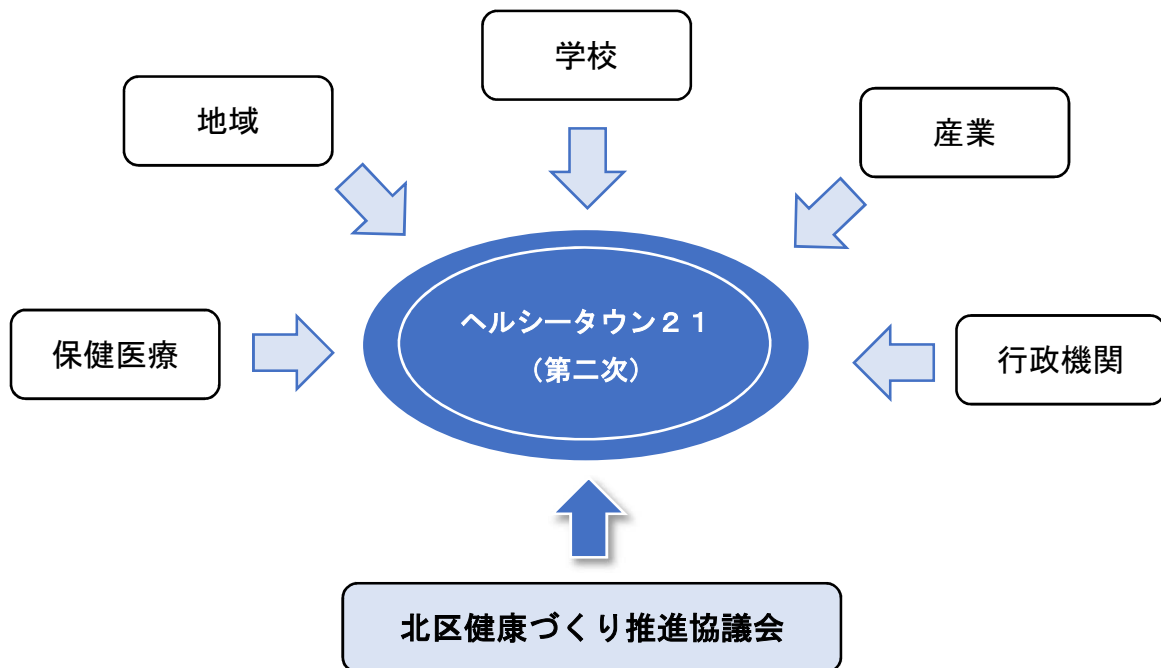 学校
地域
産業
ヘルシータウン２１
（第二次）
保健医療
行政機関
北区健康づくり推進協議会